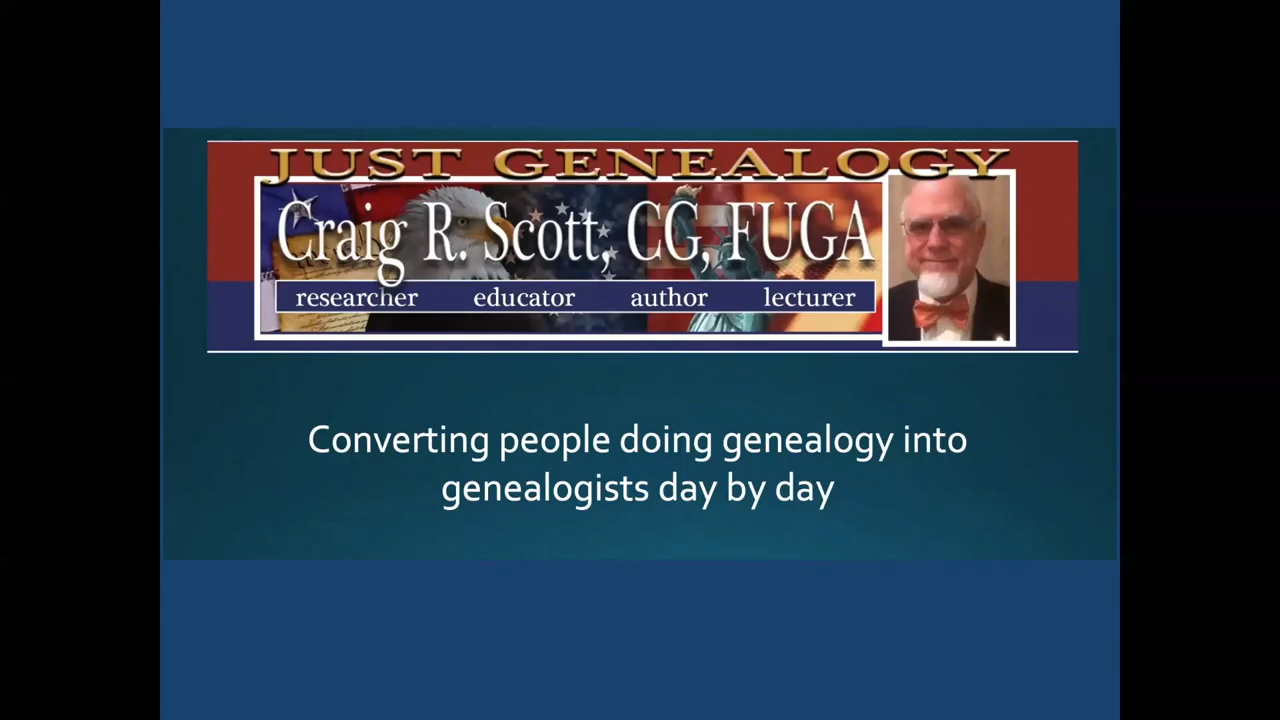 JUST GENEALOGY
Craig R. Scott, CG, FUGA
researcher educator author lecturer
Converting people doing genealogy into
genealogists day by day